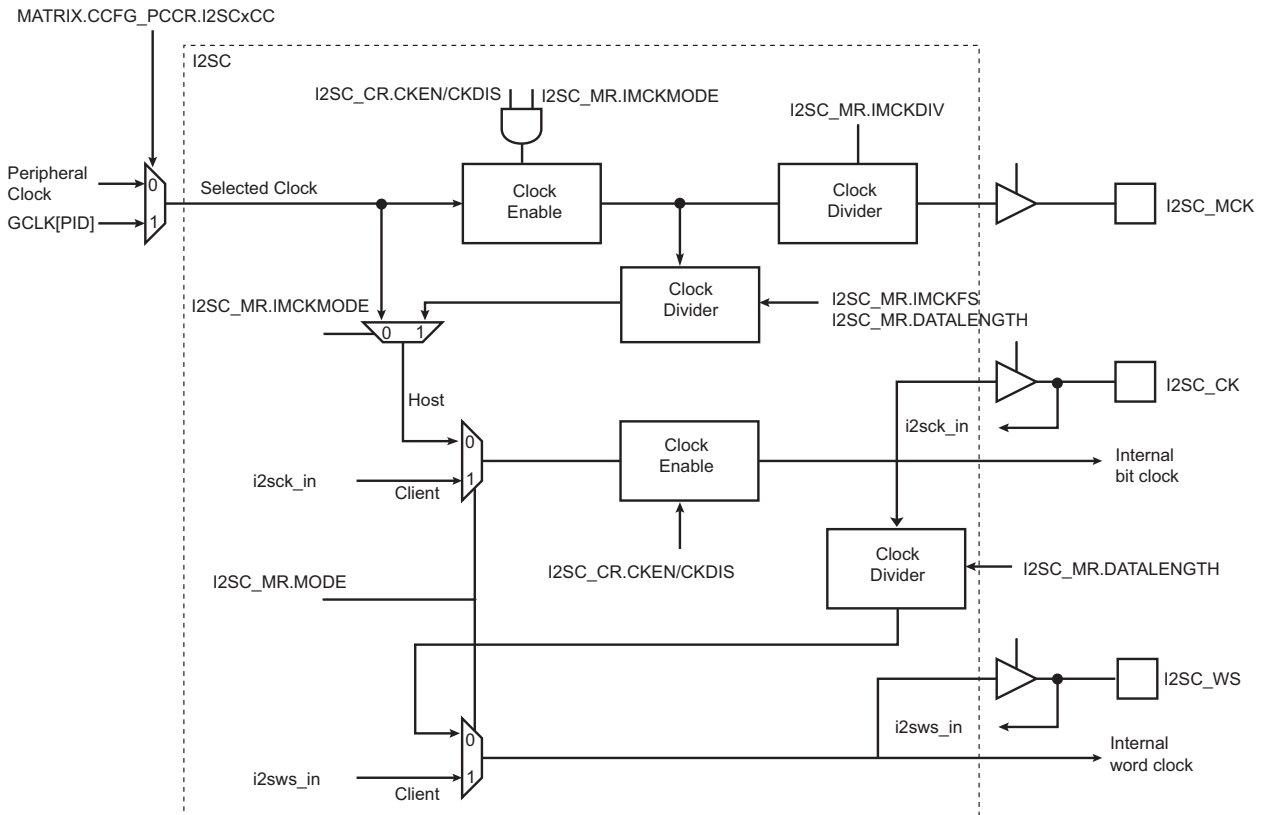 MATRIX.CCFG_PCCR.I2SCxCC
I2SC
I2SC_CR.CKEN/CKDIS
I2SC_MR.IMCKMODE
I2SC_MR.IMCKDIV
Peripheral
Clock
0
GCLK[PID]
1
Selected Clock
Clock
Enable
Clock
Divider
I2SC_MCK
I2SC_MR.IMCKMODE
0 1
Clock
Divider
I2SC_MR.IMCKFS
I2SC_MR.DATALENGTH
Host
I2SC_CK
i2sck_in
0
i2sck_in
1
Client
Clock
Enable
Internal
bit clock
I2SC_CR.CKEN/CKDIS
I2SC_MR.MODE
Clock
Divider
I2SC_MR.DATALENGTH
I2SC_WS
i2sws_in
0
i2sws_in
1
Client
Internal
word clock